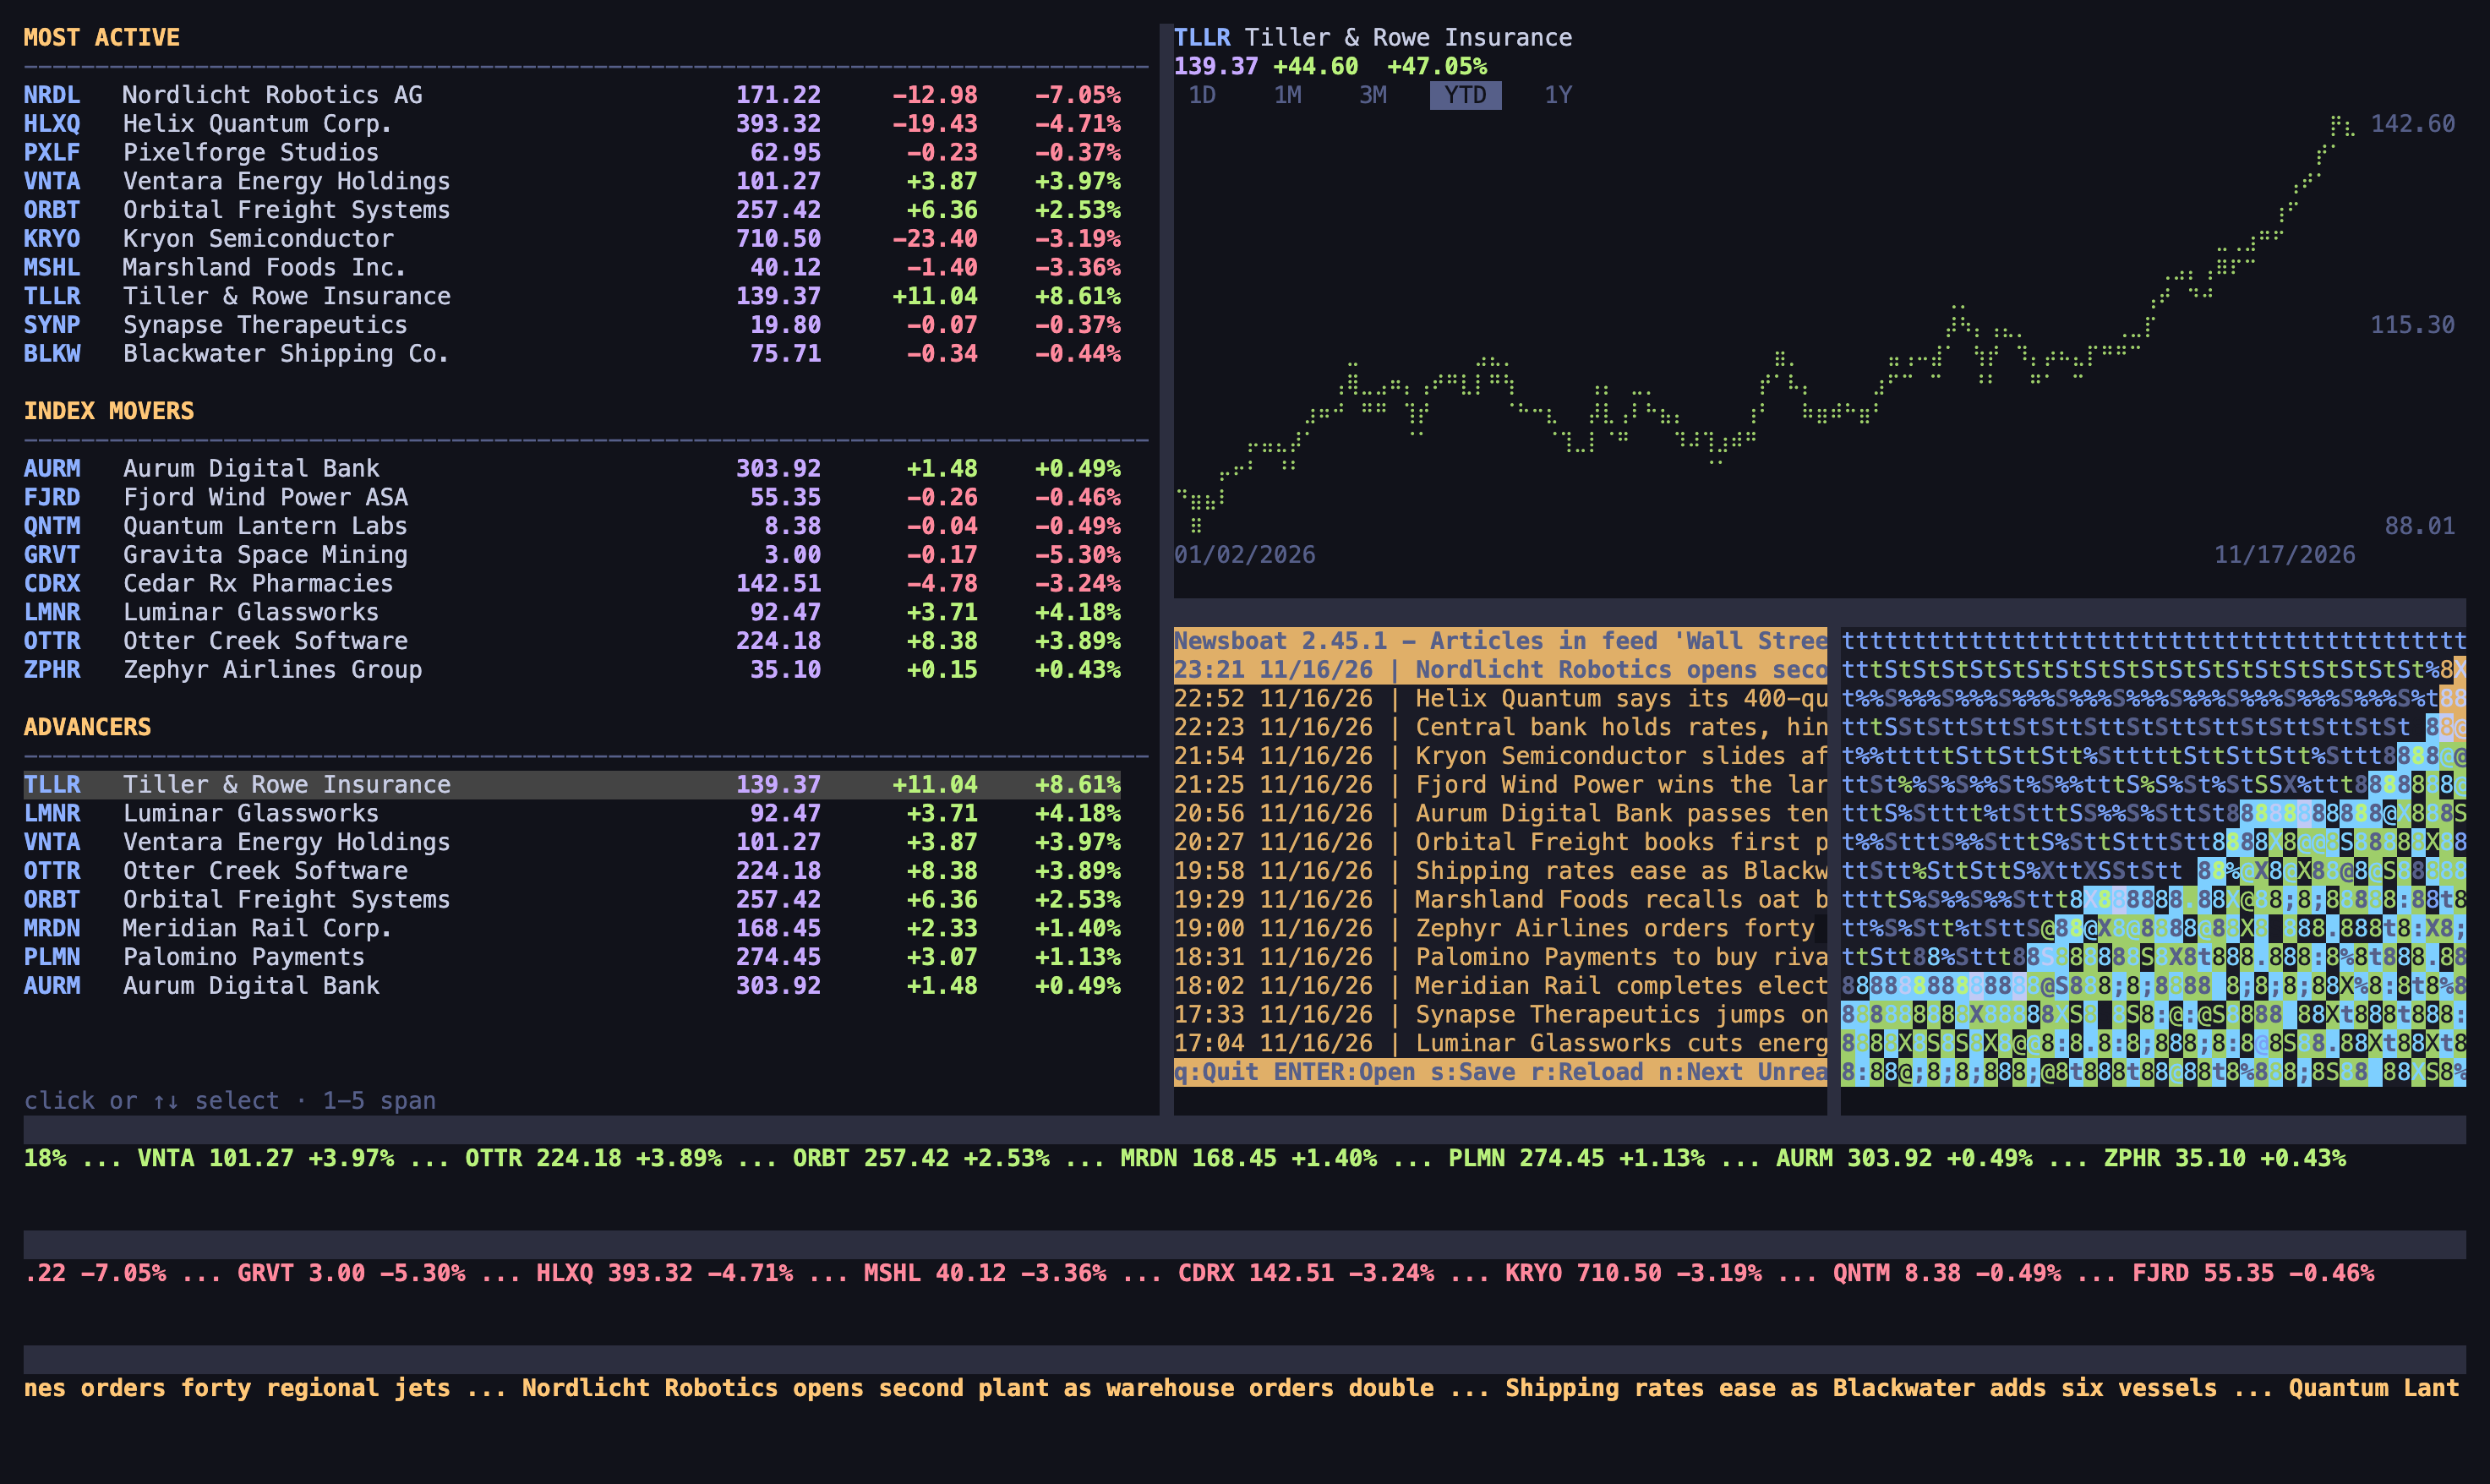 MOST ACTIVE
NRDL Nordlicht Robotics AG 171.22 −12.98 −7.05%
HLXQ Helix Quantum Corp. 393.32 −19.43 −4.71%
PXLF Pixelforge Studios 62.95 −0.23 −0.37%
VNTA Ventara Energy Holdings 101.27 +3.87 +3.97%
ORBT Orbital Freight Systems 257.42 +6.36 +2.53%
KRYO Kryon Semiconductor 710.50 −23.40 −3.19%
MSHL Marshland Foods Inc. 40.12 −1.40 −3.36%
TLLR Tiller & Rowe Insurance 139.37 +11.04 +8.61%
SYNP Synapse Therapeutics 19.80 −0.07 −0.37%
BLKW Blackwater Shipping Co. 75.71 −0.34 −0.44%
INDEX MOVERS
AURM Aurum Digital Bank 303.92 +1.48 +0.49%
FJRD Fjord Wind Power ASA 55.35 −0.26 −0.46%
QNTM Quantum Lantern Labs 8.38 −0.04 −0.49%
GRVT Gravita Space Mining 3.00 −0.17 −5.30%
CDRX Cedar Rx Pharmacies 142.51 −4.78 −3.24%
LMNR Luminar Glassworks 92.47 +3.71 +4.18%
OTTR Otter Creek Software 224.18 +8.38 +3.89%
ZPHR Zephyr Airlines Group 35.10 +0.15 +0.43%
ADVANCERS
TLLR Tiller & Rowe Insurance 139.37 +11.04 +8.61%
LMNR Luminar Glassworks 92.47 +3.71 +4.18%
VNTA Ventara Energy Holdings 101.27 +3.87 +3.97%
OTTR Otter Creek Software 224.18 +8.38 +3.89%
ORBT Orbital Freight Systems 257.42 +6.36 +2.53%
MRDN Meridian Rail Corp. 168.45 +2.33 +1.40%
PLMN Palomino Payments 274.45 +3.07 +1.13%
AURM Aurum Digital Bank 303.92 +1.48 +0.49%
click or ↑↓ select · 1−5 span
TLLR Tiller & Rowe Insurance
139.37 +44.60 +47.05%
1D 1M 3M YTD 1Y
142.60
115.30
88.01
01/02/2026 11/17/2026
Newsboat 2.45.1 − Articles in feed 'Wall Stree
23:21 11/16/26 | Nordlicht Robotics opens seco
22:52 11/16/26 | Helix Quantum says its 400−qu
22:23 11/16/26 | Central bank holds rates, hin
21:54 11/16/26 | Kryon Semiconductor slides af
21:25 11/16/26 | Fjord Wind Power wins the lar
20:56 11/16/26 | Aurum Digital Bank passes ten
20:27 11/16/26 | Orbital Freight books first p
19:58 11/16/26 | Shipping rates ease as Blackw
19:29 11/16/26 | Marshland Foods recalls oat b
19:00 11/16/26 | Zephyr Airlines orders forty
18:31 11/16/26 | Palomino Payments to buy riva
18:02 11/16/26 | Meridian Rail completes elect
17:33 11/16/26 | Synapse Therapeutics jumps on
17:04 11/16/26 | Luminar Glassworks cuts energ
q:Quit ENTER:Open s:Save r:Reload n:Next Unrea
18% ... VNTA 101.27 +3.97% ... OTTR 224.18 +3.89% ... ORBT 257.42 +2.53% ... MRDN 168.45 +1.40% ... PLMN 274.45 +1.13% ... AURM 303.92 +0.49% ... ZPHR 35.10 +0.43%
.22 −7.05% ... GRVT 3.00 −5.30% ... HLXQ 393.32 −4.71% ... MSHL 40.12 −3.36% ... CDRX 142.51 −3.24% ... KRYO 710.50 −3.19% ... QNTM 8.38 −0.49% ... FJRD 55.35 −0.46%
nes orders forty regional jets ... Nordlicht Robotics opens second plant as warehouse orders double ... Shipping rates ease as Blackwater adds six vessels ... Quantum Lant